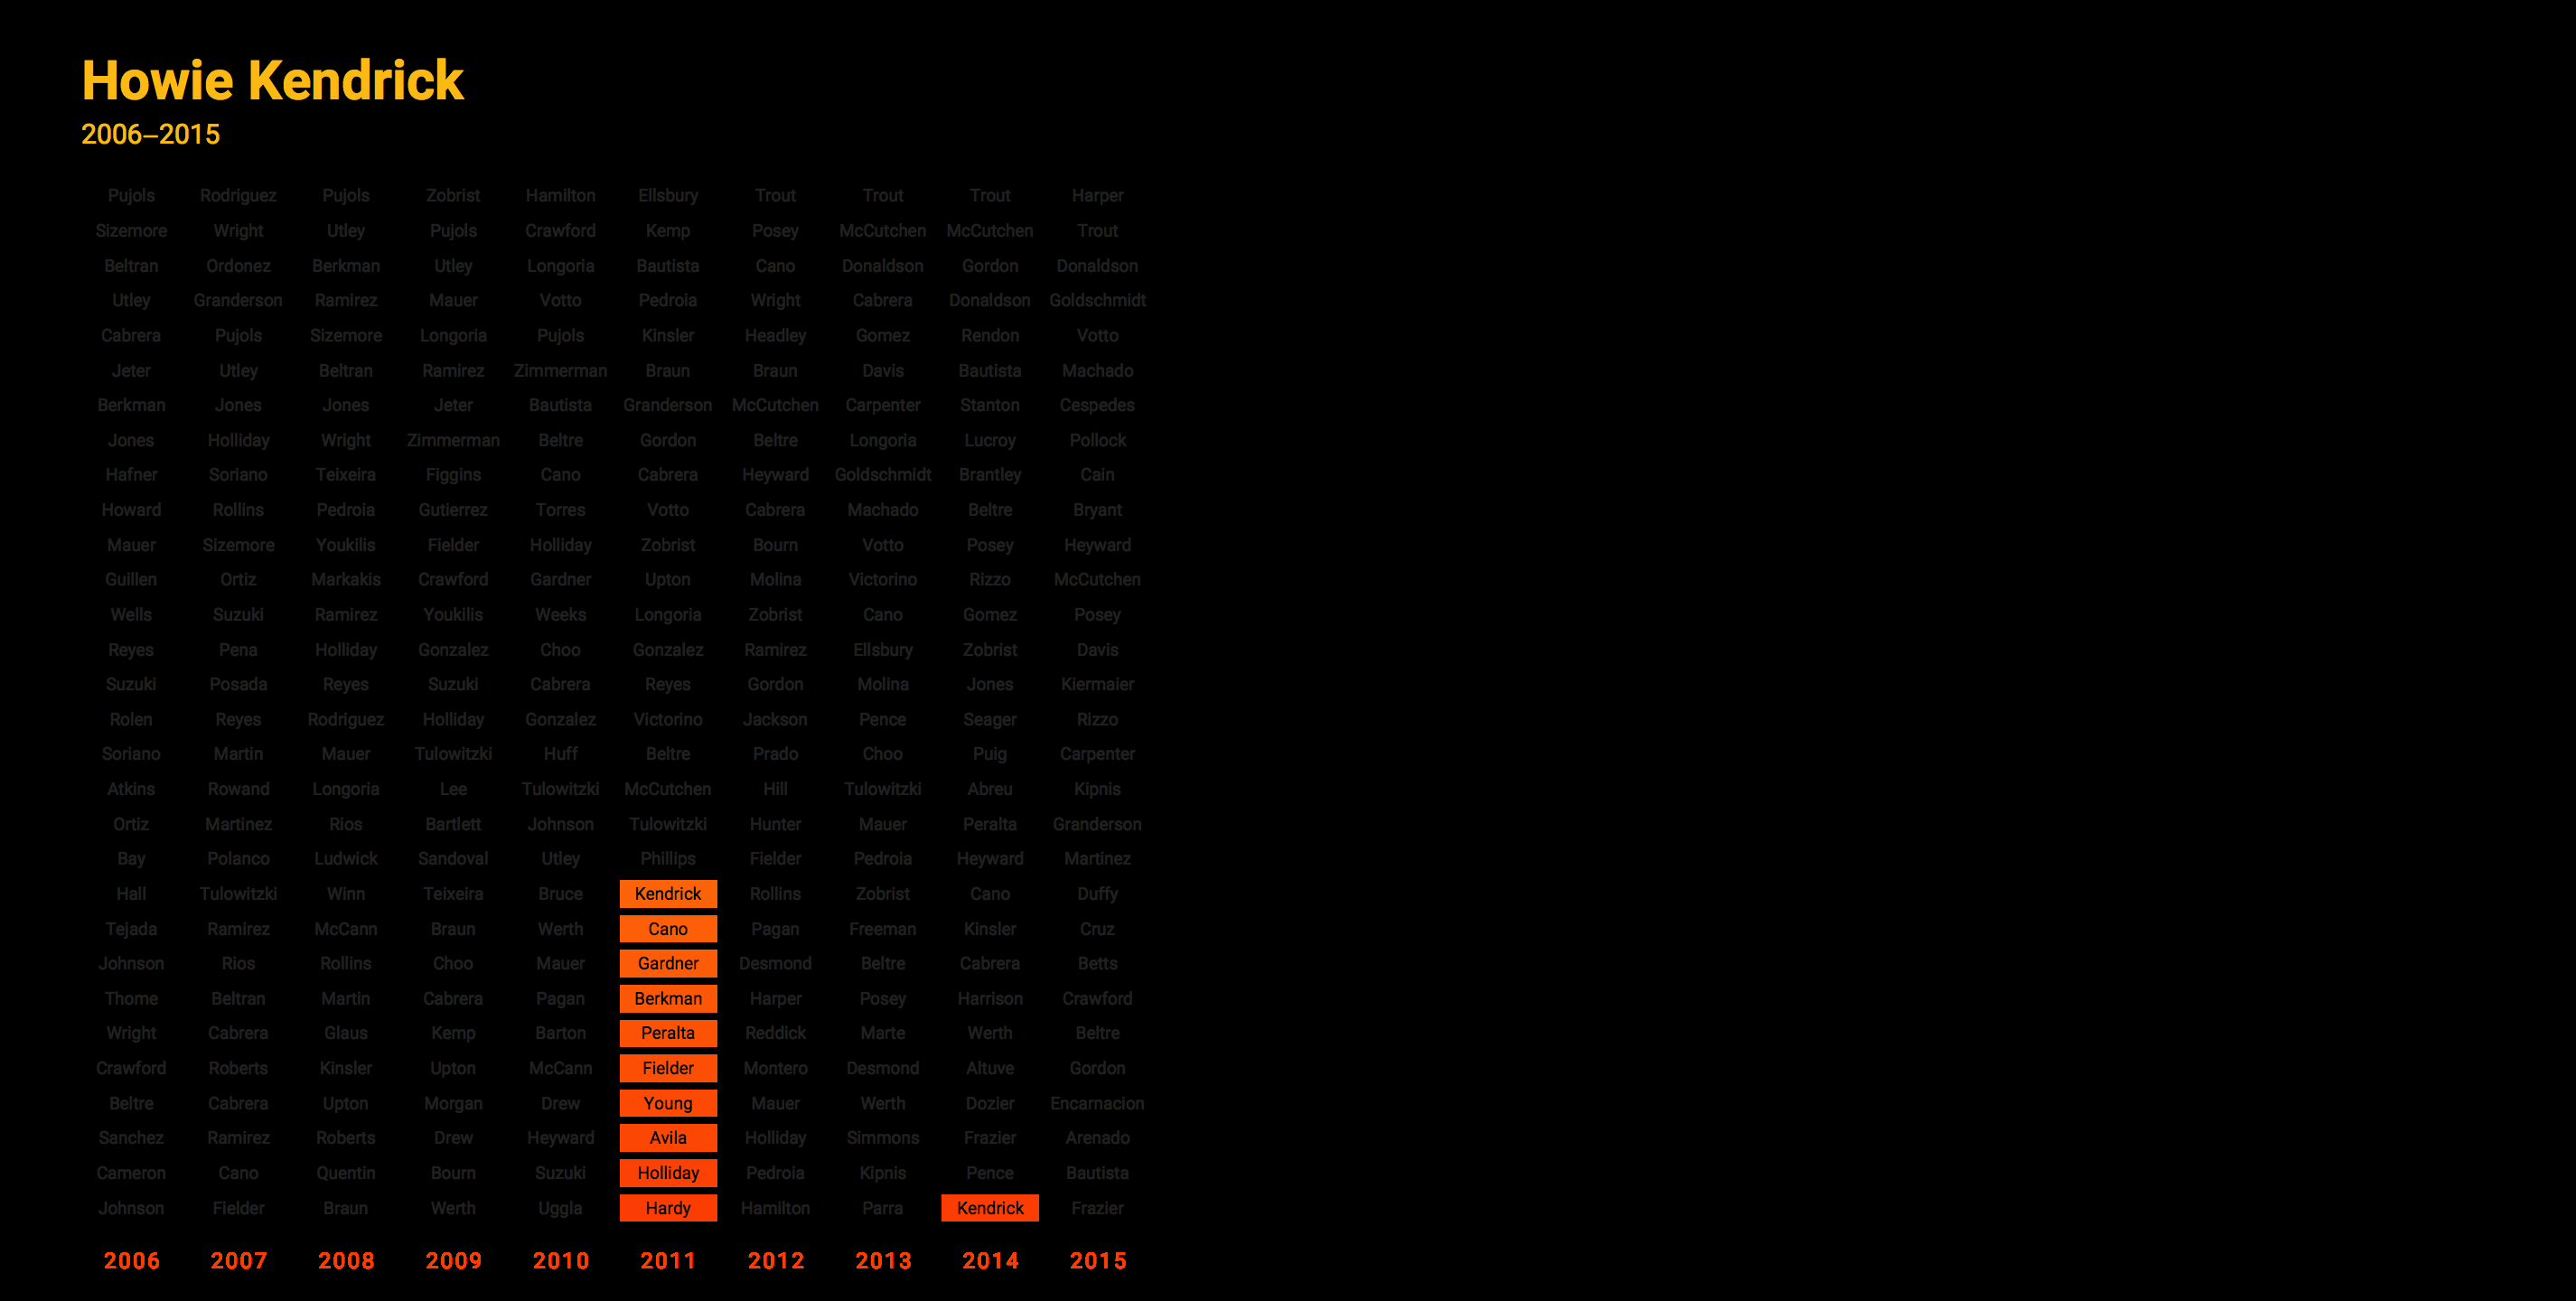 Howie Kendrick
2006–2015
Pujols Rodriguez Pujols Zobrist Hamilton Ellsbury Trout Trout Trout Harper
Sizemore Wright Utley Pujols Crawford Kemp Posey McCutchen McCutchen Trout
Beltran Ordonez Berkman Utley Longoria Bautista Cano Donaldson Gordon Donaldson
Utley Granderson Ramirez Mauer Votto Pedroia Wright Cabrera Donaldson Goldschmidt
Cabrera Pujols Sizemore Longoria Pujols Kinsler Headley Gomez Rendon Votto
Jeter Utley Beltran Ramirez Zimmerman Braun Braun Davis Bautista Machado
Berkman Jones Jones Jeter Bautista Granderson McCutchen Carpenter Stanton Cespedes
Jones Holliday Wright Zimmerman Beltre Gordon Beltre Longoria Lucroy Pollock
Hafner Soriano Teixeira Figgins Cano Cabrera Heyward Goldschmidt Brantley Cain
Howard Rollins Pedroia Gutierrez Torres Votto Cabrera Machado Beltre Bryant
Mauer Sizemore Youkilis Fielder Holliday Zobrist Bourn Votto Posey Heyward
Guillen Ortiz Markakis Crawford Gardner Upton Molina Victorino Rizzo McCutchen
Wells Suzuki Ramirez Youkilis Weeks Longoria Zobrist Cano Gomez Posey
Reyes Pena Holliday Gonzalez Choo Gonzalez Ramirez Ellsbury Zobrist Davis
Suzuki Posada Reyes Suzuki Cabrera Reyes Gordon Molina Jones Kiermaier
Rolen Reyes Rodriguez Holliday Gonzalez Victorino Jackson Pence Seager Rizzo
Soriano Martin Mauer Tulowitzki Huff Beltre Prado Choo Puig Carpenter
Atkins Rowand Longoria Lee Tulowitzki McCutchen Hill Tulowitzki Abreu Kipnis
Ortiz Martinez Rios Bartlett Johnson Tulowitzki Hunter Mauer Peralta Granderson
Bay Polanco Ludwick Sandoval Utley Phillips Fielder Pedroia Heyward Martinez
Hall Tulowitzki Winn Teixeira Bruce Kendrick Rollins Zobrist Cano Duffy
Tejada Ramirez McCann Braun Werth Cano Pagan Freeman Kinsler Cruz
Johnson Rios Rollins Choo Mauer Gardner Desmond Beltre Cabrera Betts
Thome Beltran Martin Cabrera Pagan Berkman Harper Posey Harrison Crawford
Wright Cabrera Glaus Kemp Barton Peralta Reddick Marte Werth Beltre
Crawford Roberts Kinsler Upton McCann Fielder Montero Desmond Altuve Gordon
Beltre Cabrera Upton Morgan Drew Young Mauer Werth Dozier Encarnacion
Sanchez Ramirez Roberts Drew Heyward Avila Holliday Simmons Frazier Arenado
Cameron Cano Quentin Bourn Suzuki Holliday Pedroia Kipnis Pence Bautista
Johnson Fielder Braun Werth Uggla Hardy Hamilton Parra Kendrick Frazier
2006 2007 2008 2009 2010 2011 2012 2013 2014 2015